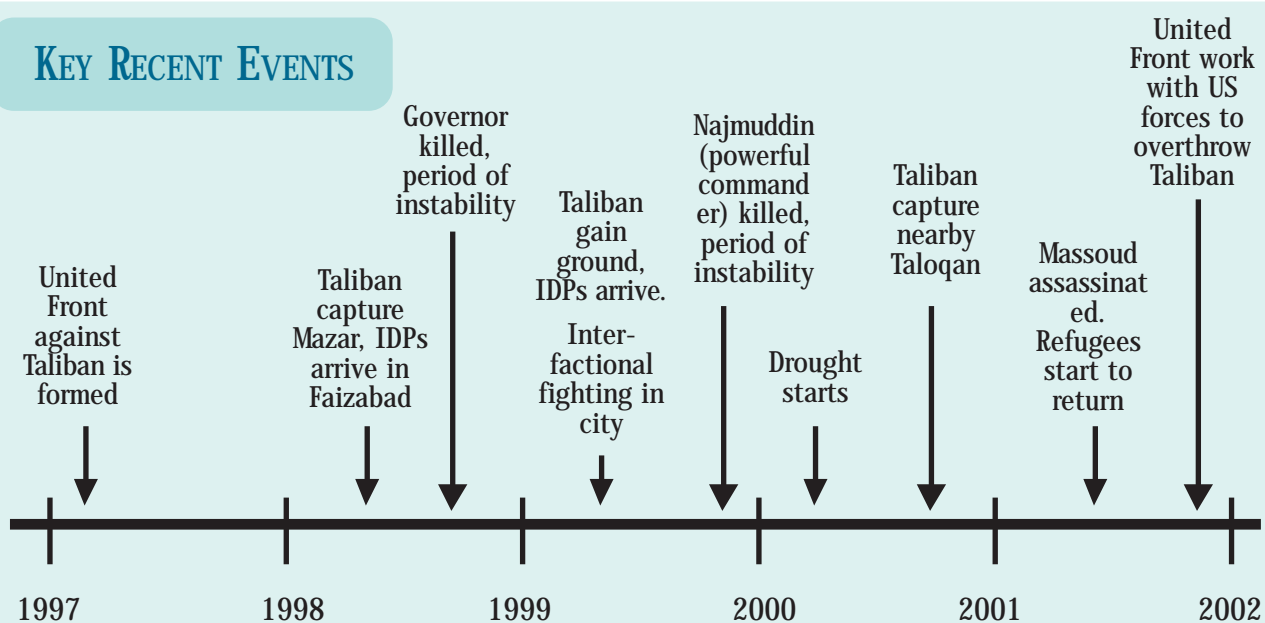 KEY RECENT EVENTS
United
Front
against
Taliban is
formed
Taliban
capture
Mazar, IDPs
arrive in
Faizabad
Governor
killed,
period of
instability
Taliban
gain
ground,
IDPs arrive.
Inter-
factional
fighting in
city
Najmuddin
(powerful
command
er) killed,
period of
instability
Drought
starts
Taliban
capture
nearby
Taloqan
Massoud
assassinat
ed.
Refugees
start to
return
United
Front work
with US
forces to
overthrow
Taliban
1997 1998 1999 2000 2001 2002